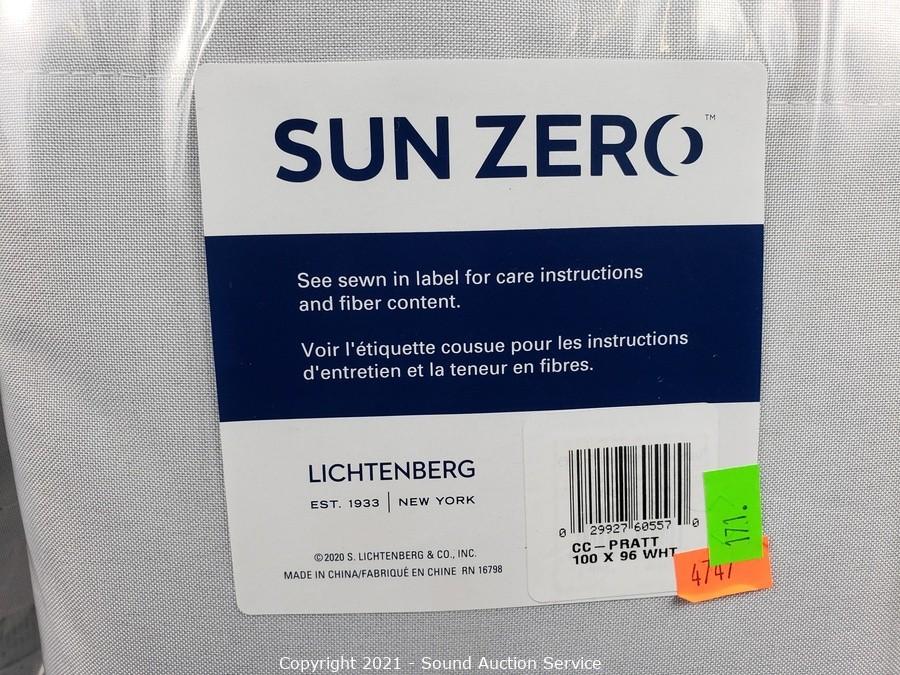 SUN ZERO™
See sewn in label for care instructions
and fiber content.
Voir l'étiquette cousue pour les instructions
d'entretien et la teneur en fibres.
LICHTENBERG
EST. 1933 | NEW YORK
©2020 S. LICHTENBERG & CO., INC.
MADE IN CHINA/FABRIQUÉ EN CHINE RN 16798
0 29927 60557 0
CC-PRATT
100 X 96 WHT
171.
4747
Copyright 2021 - Sound Auction Service